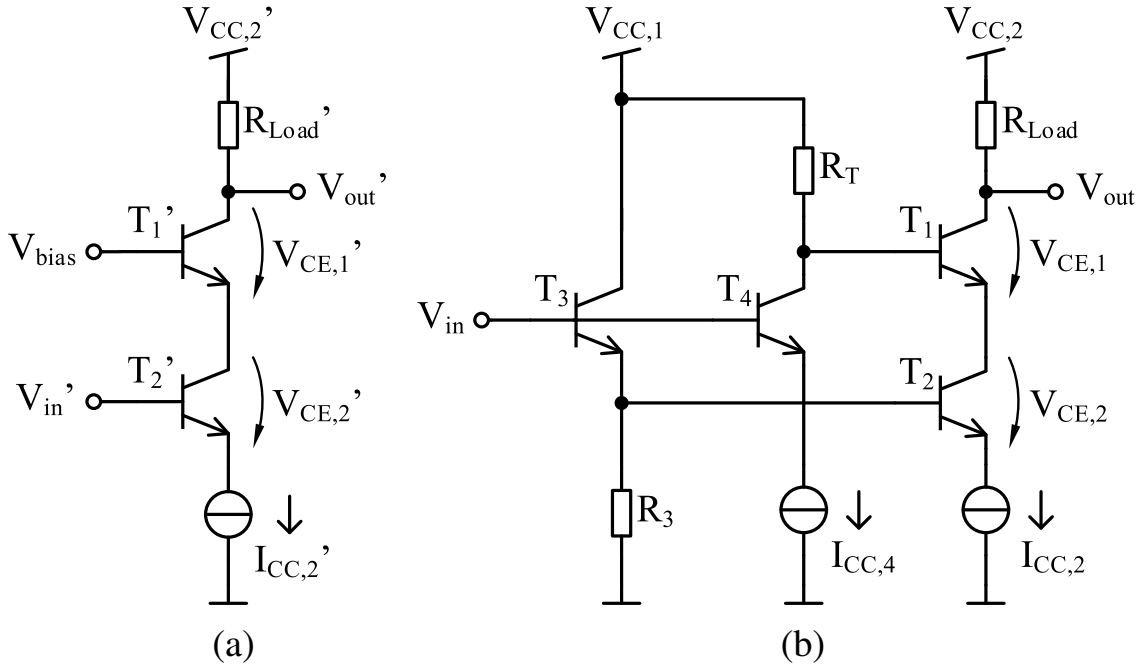 V_CC,2'
R_Load'
V_out'
T_1'
V_bias
V_CE,1'
T_2'
V_in'
V_CE,2'
I_CC,2'
(a)
V_CC,1
V_CC,2
R_Load
R_T
V_out
T_1
V_CE,1
T_3
T_4
V_in
T_2
V_CE,2
R_3
I_CC,4
I_CC,2
(b)